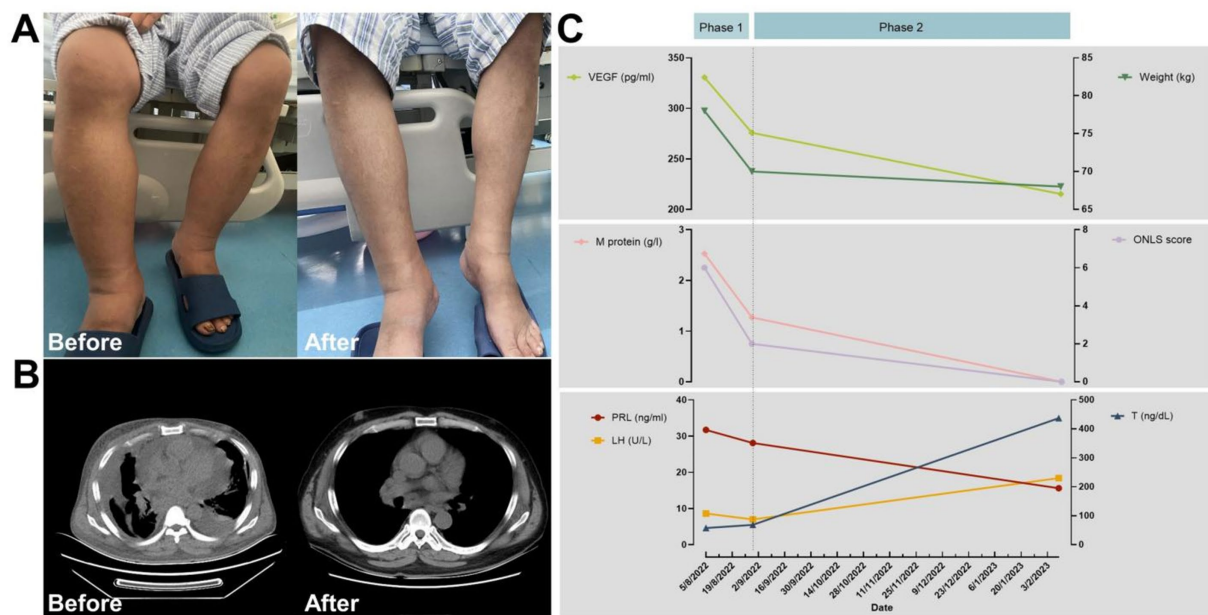 A
Before
After
B
Before
After
C
Phase 1
Phase 2
VEGF (pg/ml)
Weight (kg)
350
300
250
200
85
80
75
70
65
M protein (g/l)
ONLS score
3
2
1
0
8
6
4
2
0
PRL (ng/ml)
LH (U/L)
T (ng/dL)
40
30
20
10
0
500
400
300
200
100
0
5/8/2022
19/8/2022
2/9/2022
16/9/2022
30/9/2022
14/10/2022
28/10/2022
11/11/2022
25/11/2022
9/12/2022
23/12/2022
6/1/2023
20/1/2023
3/2/2023
Date